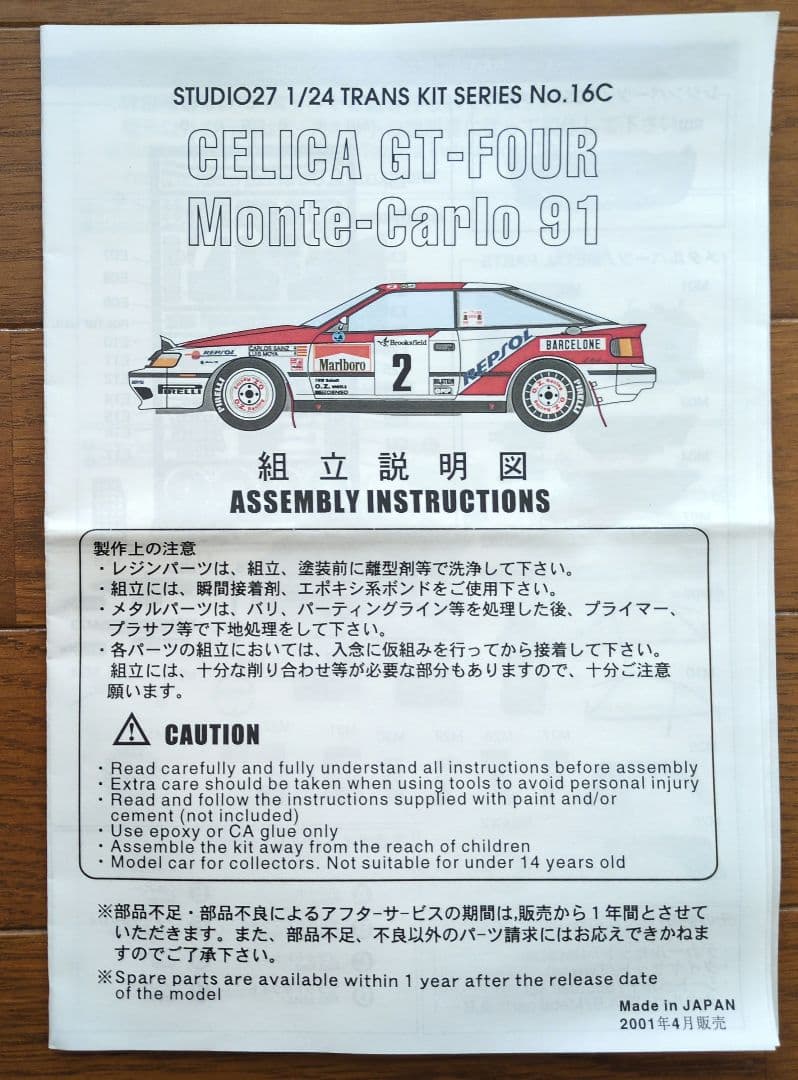 STUDIO27 1/24 TRANS KIT SERIES No.16C
CELICA GT-FOUR
Monte-Carlo 91
REPSOL
CARLOS SAINZ
LUIS MOYA
Marlboro
Brooksfield
2
REPSOL
BARCELONE
PIRELLI
O.Z.
DENSO
BILSTEIN
PIRELLI
PIRELLI
組立説明図
ASSEMBLY INSTRUCTIONS
製作上の注意
・レジンパーツは、組立、塗装前に離型剤等で洗浄して下さい。
・組立には、瞬間接着剤、エポキシ系ボンドをご使用下さい。
・メタルパーツは、バリ、パーティングライン等を処理した後、プライマー、
プラサフ等で下地処理をして下さい。
・各パーツの組立においては、入念に仮組みを行ってから接着して下さい。
組立には、十分な削り合わせ等が必要な部分もありますので、十分ご注意
願います。
CAUTION
・Read carefully and fully understand all instructions before assembly
・Extra care should be taken when using tools to avoid personal injury
・Read and follow the instructions supplied with paint and/or
cement (not included)
・Use epoxy or CA glue only
・Assemble the kit away from the reach of children
・Model car for collectors. Not suitable for under 14 years old
※部品不足・部品不良によるアフターサービスの期間は,販売から1年間とさせて
いただきます。また、部品不足、不良以外のパーツ請求にはお応えできかねま
すのでご了承下さい。
※Spare parts are available within 1 year after the release date
of the model
Made in JAPAN
2001年4月販売